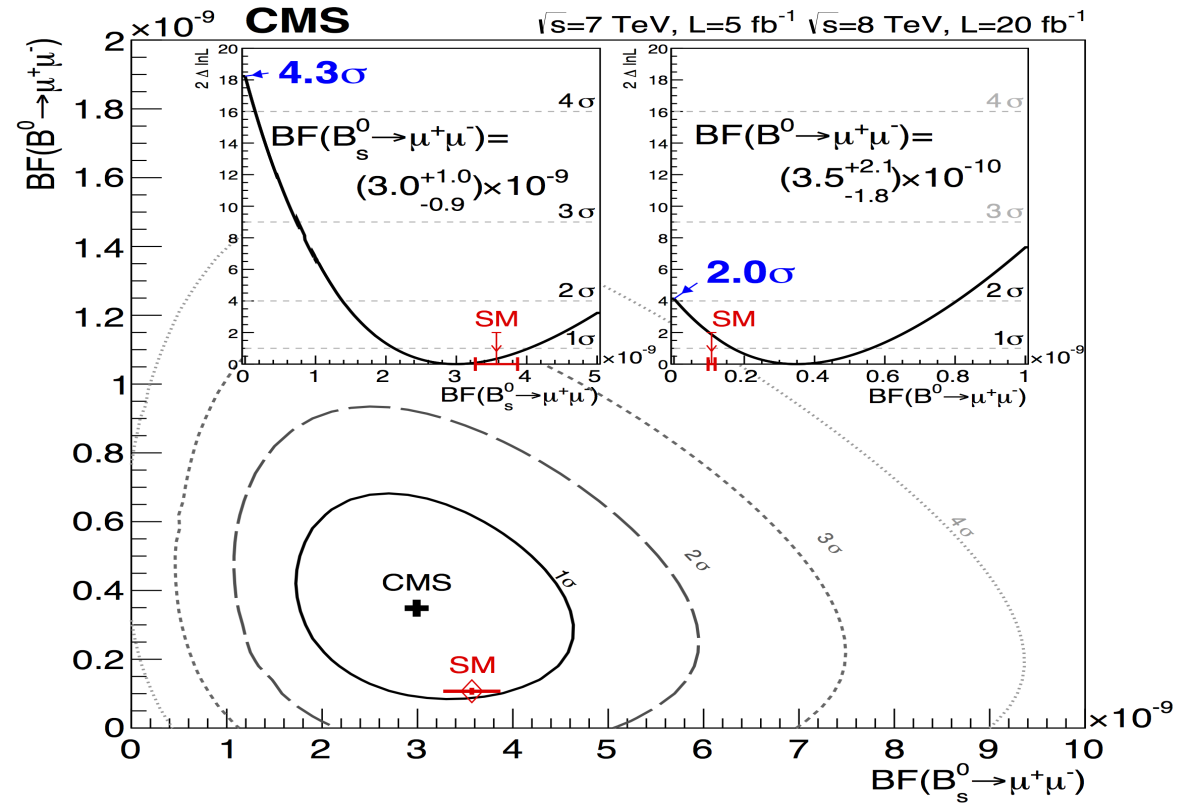 ×10⁻⁹ CMS √s=7 TeV, L=5 fb⁻¹ √s=8 TeV, L=20 fb⁻¹
BF(B⁰→μ⁺μ⁻)
2
1.8
1.6
1.4
1.2
1
0.8
0.6
0.4
0.2
0
2 Δ lnL
20
18
16
14
12
10
8
6
4
2
0
4.3σ
4σ
BF(B⁰ₛ→μ⁺μ⁻)=
(3.0+1.0-0.9)×10⁻⁹
3σ
2σ
SM
1σ
0 1 2 3 4 5 ×10⁻⁹
BF(B⁰ₛ→μ⁺μ⁻)
2 Δ lnL
20
18
16
14
12
10
8
6
4
2
0
4σ
BF(B⁰→μ⁺μ⁻)=
(3.5+2.1-1.8)×10⁻¹⁰
3σ
2.0σ
2σ
SM
1σ
0 0.2 0.4 0.6 0.8 1 ×10⁻⁹
BF(B⁰→μ⁺μ⁻)
4σ
3σ
2σ
1σ
CMS
SM
0 1 2 3 4 5 6 7 8 9 10 ×10⁻⁹
BF(B⁰ₛ→μ⁺μ⁻)